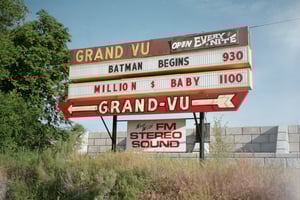 GRAND VU OPEN EVERY NITE
BATMAN BEGINS 930
MILLION $ BABY 1100
GRAND-VU
FM
STEREO
SOUND